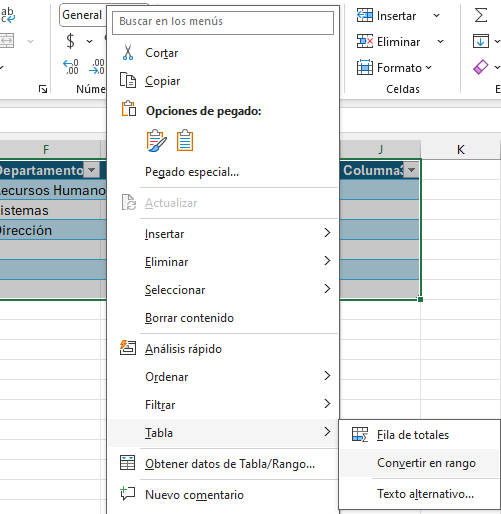 General
Insertar
Eliminar
Formato
Núme
Celdas
E
Buscar en los menús
Cortar
Copiar
Opciones de pegado:
Pegado especial...
Actualizar
Insertar
Eliminar
Seleccionar
Borrar contenido
Análisis rápido
Ordenar
Filtrar
Tabla
Obtener datos de Tabla/Rango...
Nuevo comentario
Fila de totales
Convertir en rango
Texto alternativo...
F
J
K
Departamento
Columna3
Recursos Humano
Sistemas
Dirección